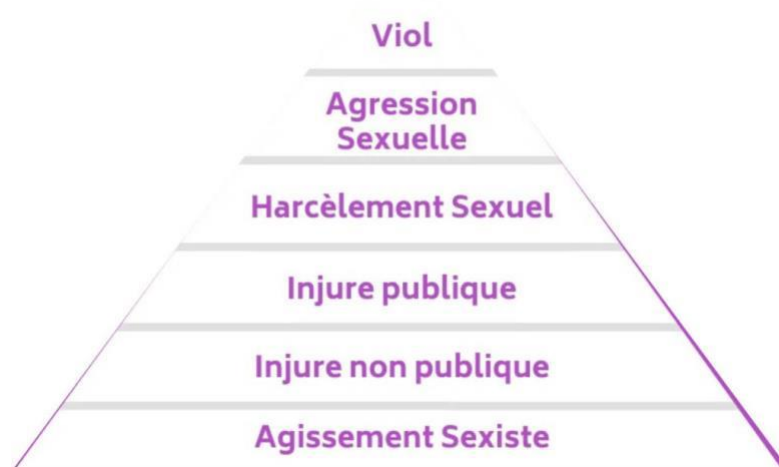 Viol
Agression
Sexuelle
Harcèlement Sexuel
Injure publique
Injure non publique
Agissement Sexiste